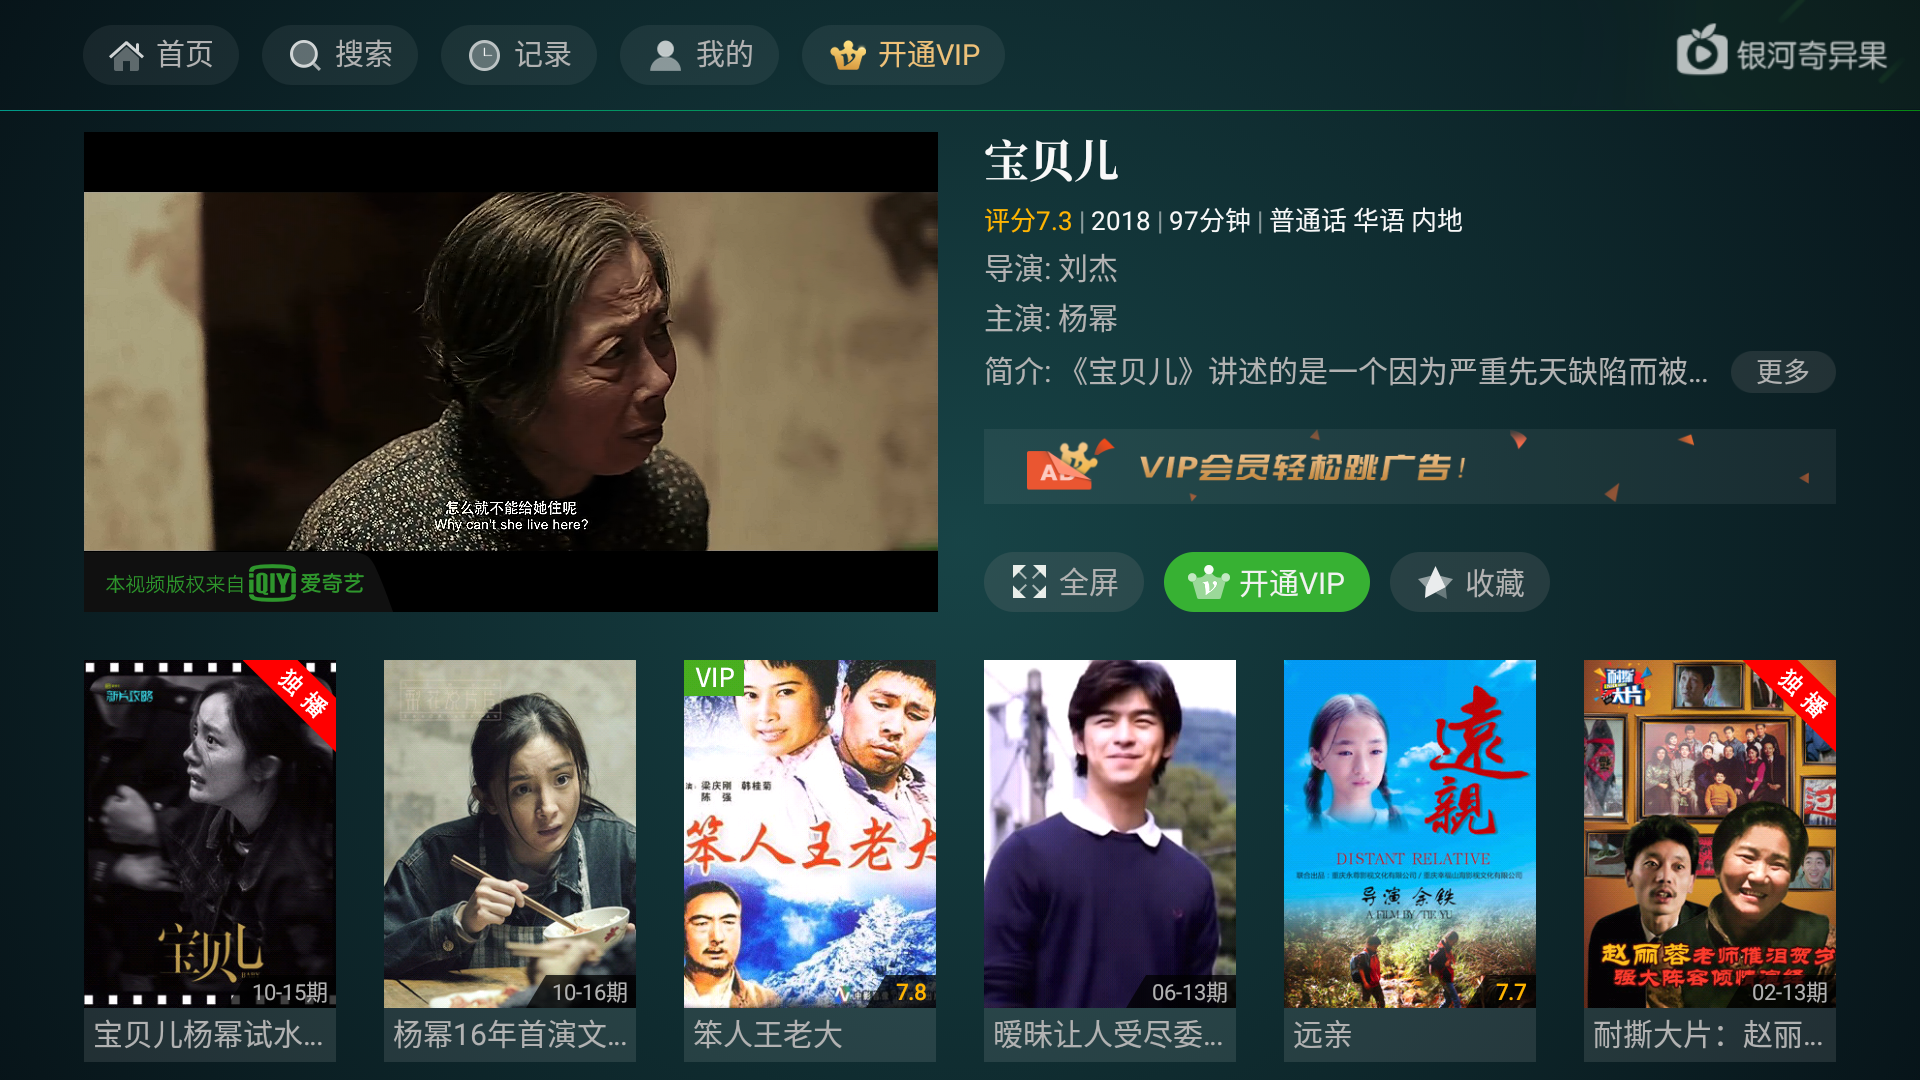 首页
搜索
记录
我的
开通VIP
银河奇异果
宝贝儿
评分7.3 | 2018 | 97分钟 | 普通话 华语 内地
导演: 刘杰
主演: 杨幂
简介: 《宝贝儿》讲述的是一个因为严重先天缺陷而被...
更多
AD
VIP会员轻松跳广告!
怎么就不能给她住呢
Why can't she live here?
本视频版权来自 iQIYI 爱奇艺
全屏
开通VIP
收藏
新片攻略
独播
宝贝儿
10-15期
宝贝儿杨幂试水...
10-16期
杨幂16年首演文...
VIP
梁庆刚 韩桂菊
陈 强
笨人王老大
7.8
笨人王老大
06-13期
暧昧让人受尽委...
遠親
DISTANT RELATIVE
导演 余铁
A FILM BY TIE YU
7.7
远亲
耐撕大片
独播
赵丽蓉老师催泪贺岁
强大阵容倾情演绎
02-13期
耐撕大片：赵丽...